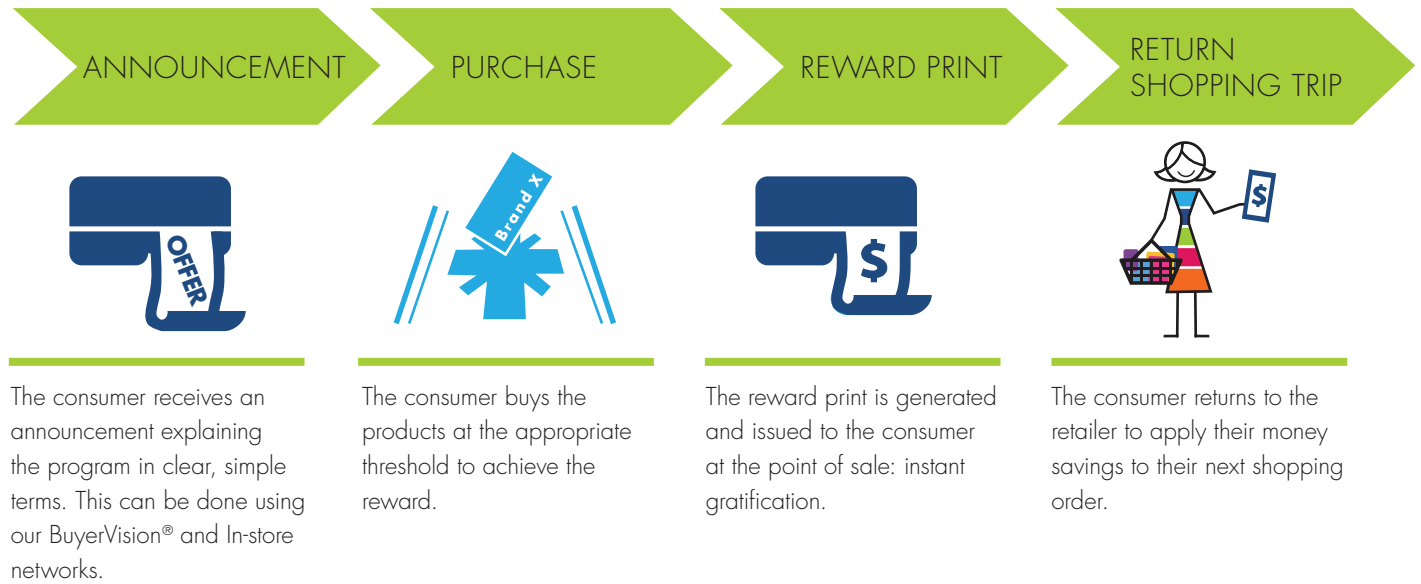 ANNOUNCEMENT
PURCHASE
REWARD PRINT
RETURN
SHOPPING TRIP
OFFER
Brand X
$
$
The consumer receives an
announcement explaining
the program in clear, simple
terms. This can be done using
our BuyerVision® and In-store
networks.
The consumer buys the
products at the appropriate
threshold to achieve the
reward.
The reward print is generated
and issued to the consumer
at the point of sale: instant
gratification.
The consumer returns to the
retailer to apply their money
savings to their next shopping
order.